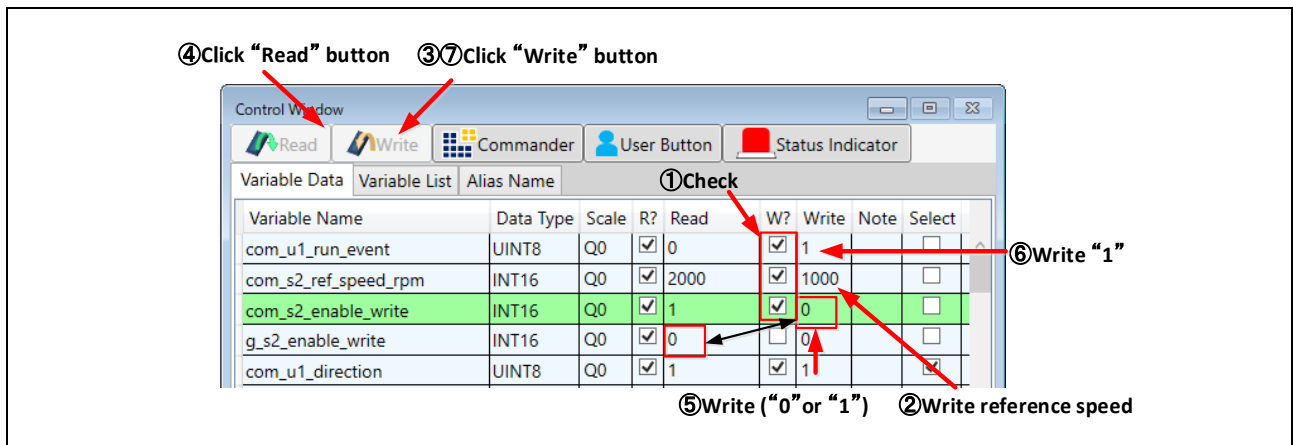 ④Click “Read” button ③⑦Click “Write” button
Control Window
Read Write Commander User Button Status Indicator
Variable Data Variable List Alias Name ①Check
Variable Name Data Type Scale R? Read W? Write Note Select
com_u1_run_event UINT8 Q0 0 1
⑥Write “1”
com_s2_ref_speed_rpm INT16 Q0 2000 1000
com_s2_enable_write INT16 Q0 1 0
g_s2_enable_write INT16 Q0 0 0
com_u1_direction UINT8 Q0 1 1
⑤Write (“0”or “1”) ②Write reference speed